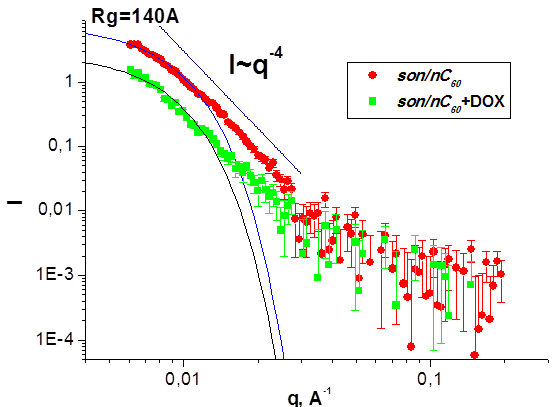 Rg=140A
I~q-4
son/nC60
son/nC60+DOX
1
0,1
0,01
1E-3
1E-4
I
0,01 0,1
q, A-1